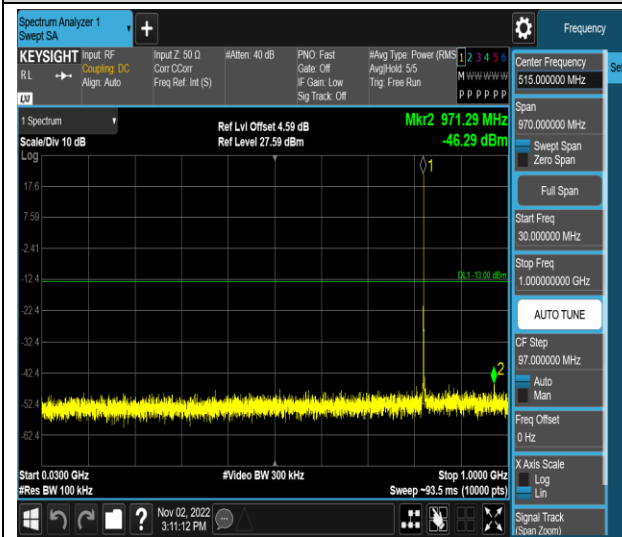 Spectrum Analyzer 1
Swept SA
+
Frequency
KEYSIGHT
RL
LXI
Input: RF
Coupling: DC
Align: Auto
Input Z: 50 Ω
Corr CCorr
Freq Ref: Int (S)
#Atten: 40 dB
PNO: Fast
Gate: Off
IF Gain: Low
Sig Track: Off
#Avg Type: Power (RMS
Avg|Hold: 5/5
Trig: Free Run
1 2 3 4 5 6
M W W W W W
P P P P P P
1 Spectrum
Scale/Div 10 dB
Log
Ref Lvl Offset 4.59 dB
Ref Level 27.59 dBm
Mkr2 971.29 MHz
-46.29 dBm
1
17.6
7.59
-2.41
-12.4
DL1 -13.00 dBm
-22.4
-32.4
-42.4
2
-52.4
-62.4
Start 0.0300 GHz
#Res BW 100 kHz
#Video BW 300 kHz
Stop 1.0000 GHz
Sweep ~93.5 ms (10000 pts)
?
Nov 02, 2022
3:11:12 PM
Center Frequency
515.000000 MHz
Set
Span
970.000000 MHz
Swept Span
Zero Span
Full Span
Start Freq
30.000000 MHz
Stop Freq
1.000000000 GHz
AUTO TUNE
CF Step
97.000000 MHz
Auto
Man
Freq Offset
0 Hz
X Axis Scale
Log
Lin
Signal Track
(Span Zoom)